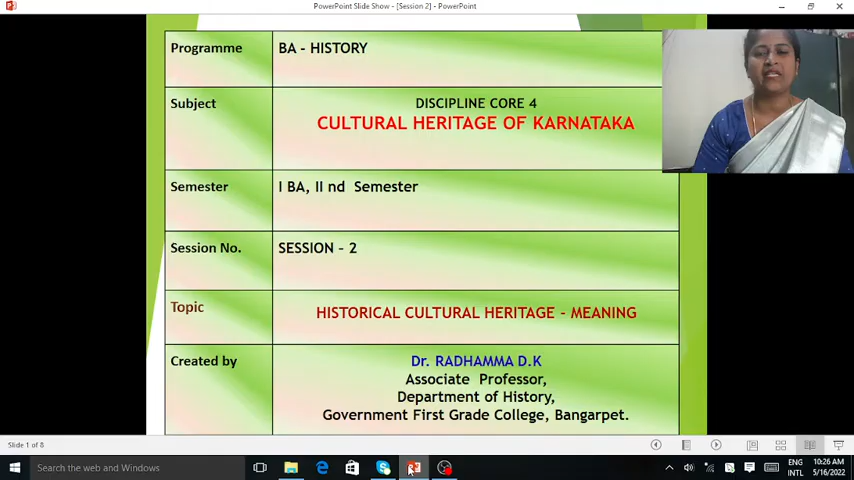 PowerPoint Slide Show - [Session 2] - PowerPoint
Programme
BA - HISTORY
Subject
DISCIPLINE CORE 4
CULTURAL HERITAGE OF KARNATAKA
Semester
I BA, II nd Semester
Session No.
SESSION - 2
Topic
HISTORICAL CULTURAL HERITAGE - MEANING
Created by
Dr. RADHAMMA D.K
Associate Professor,
Department of History,
Government First Grade College, Bangarpet.
Slide 1 of 8
Search the web and Windows
ENG
INTL
10:26 AM
5/16/2022